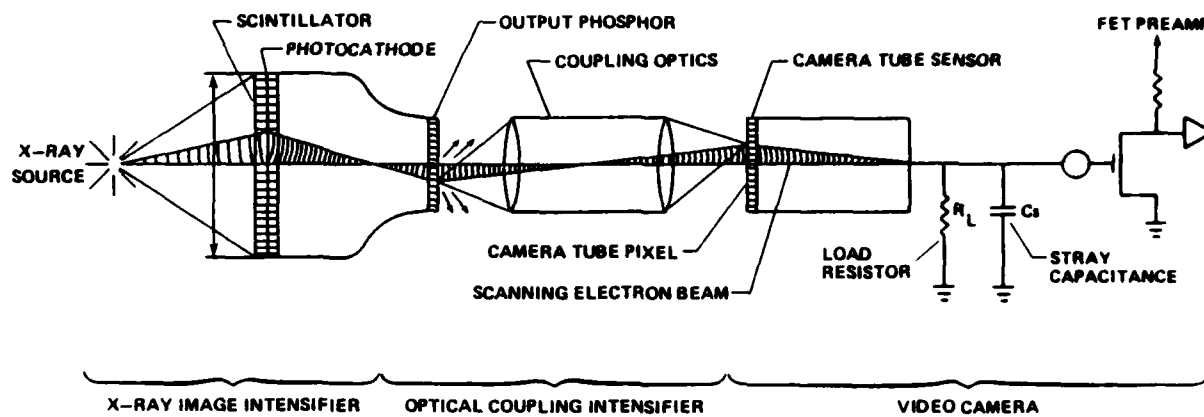 SCINTILLATOR
PHOTOCATHODE
OUTPUT PHOSPHOR
COUPLING OPTICS
CAMERA TUBE SENSOR
FET PREAMP
X-RAY
SOURCE
CAMERA TUBE PIXEL
SCANNING ELECTRON BEAM
RL
Cs
LOAD
RESISTOR
STRAY
CAPACITANCE
X-RAY IMAGE INTENSIFIER
OPTICAL COUPLING INTENSIFIER
VIDEO CAMERA